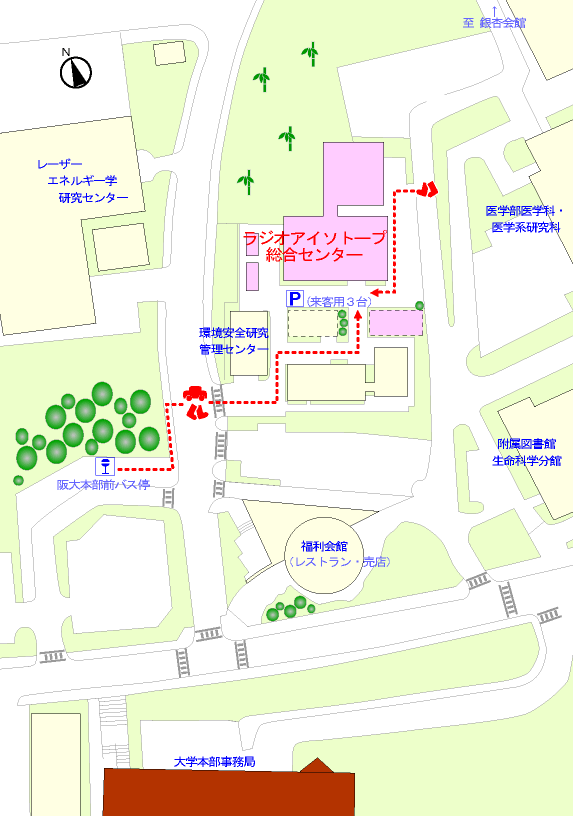 ↑
至 銀杏会館
N
レーザー
エネルギー学
研究センター
医学部医学科・
医学系研究科
ラジオアイソトープ
総合センター
P (来客用3台)
環境安全研究
管理センター
附属図書館
生命科学分館
阪大本部前バス停
福利会館
(レストラン・売店)
大学本部事務局